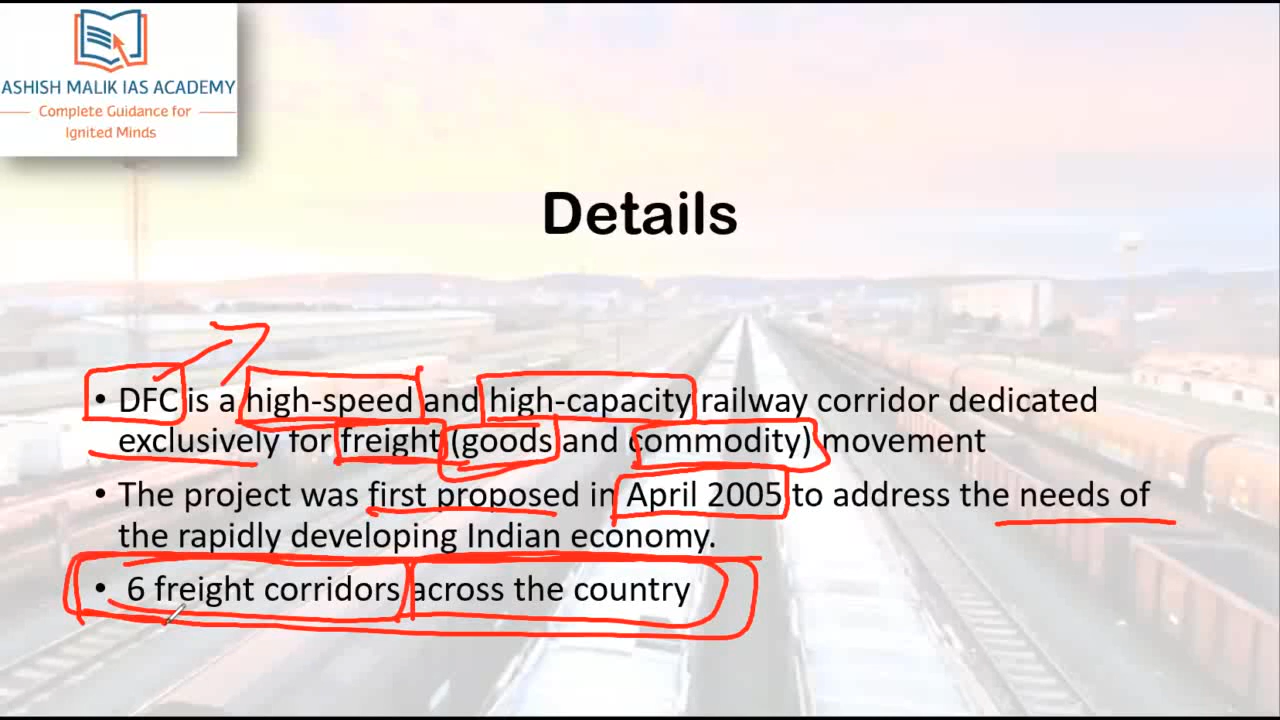 ASHISH MALIK IAS ACADEMY
Complete Guidance for
Ignited Minds
Details
• DFC is a high-speed and high-capacity railway corridor dedicated
exclusively for freight (goods and commodity) movement
• The project was first proposed in April 2005 to address the needs of
the rapidly developing Indian economy.
• 6 freight corridors across the country